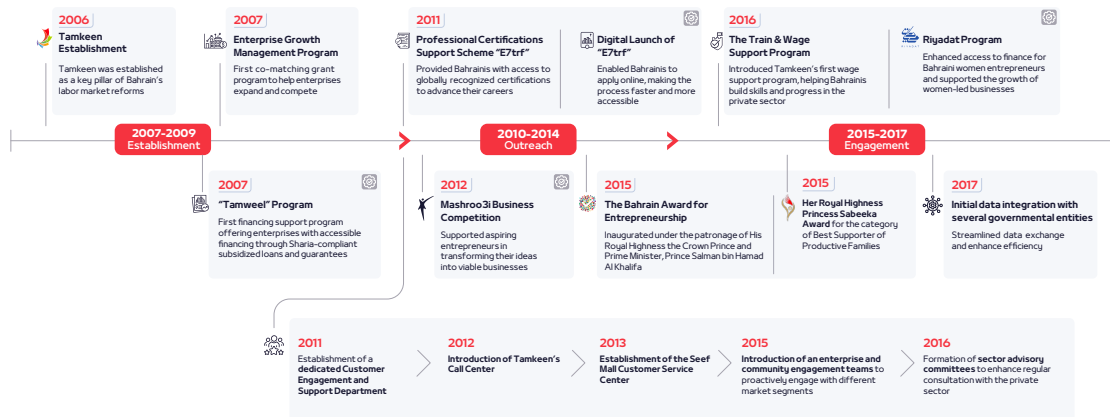 2006
Tamkeen
Establishment
Tamkeen was established
as a key pillar of Bahrain's
labor market reforms
2007
Enterprise Growth
Management Program
First co-matching grant
program to help enterprises
expand and compete
2011
Professional Certifications
Support Scheme "E7trf"
Provided Bahrainis with access to
globally recognized certifications
to advance their careers
Digital Launch of
"E7trf"
Enabled Bahrainis to
apply online, making the
process faster and more
accessible
2016
The Train & Wage
Support Program
Introduced Tamkeen's first wage
support program, helping Bahrainis
build skills and progress in the
private sector
RIYADAT
Riyadat Program
Enhanced access to finance for
Bahraini women entrepreneurs
and supported the growth of
women-led businesses
2007-2009
Establishment
2010-2014
Outreach
2015-2017
Engagement
2007
"Tamweel" Program
First financing support program
offering enterprises with accessible
financing through Sharia-compliant
subsidized loans and guarantees
2012
Mashroo3i Business
Competition
Supported aspiring
entrepreneurs in
transforming their ideas
into viable businesses
2015
The Bahrain Award for
Entrepreneurship
Inaugurated under the patronage of His
Royal Highness the Crown Prince and
Prime Minister, Prince Salman bin Hamad
Al Khalifa
2015
Her Royal Highness
Princess Sabeeka
Award for the category
of Best Supporter of
Productive Families
2017
Initial data integration with
several governmental entities
Streamlined data exchange
and enhance efficiency
2011
Establishment of a
dedicated Customer
Engagement and
Support Department
2012
Introduction of Tamkeen's
Call Center
2013
Establishment of the Seef
Mall Customer Service
Center
2015
Introduction of an enterprise and
community engagement teams to
proactively engage with different
market segments
2016
Formation of sector advisory
committees to enhance regular
consultation with the private
sector